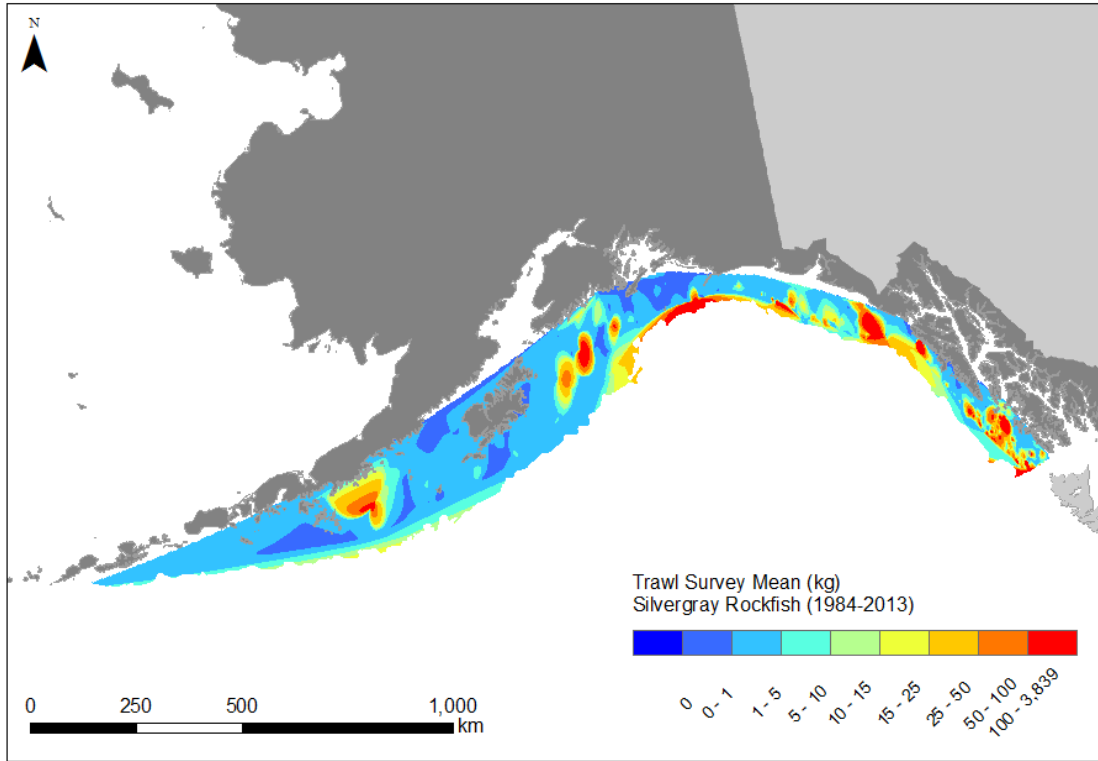 N
Trawl Survey Mean (kg)
Silvergray Rockfish (1984-2013)
0
0 - 1
1 - 5
5 - 10
10 - 15
15 - 25
25 - 50
50 - 100
100 - 3,839
0 250 500 1,000
km